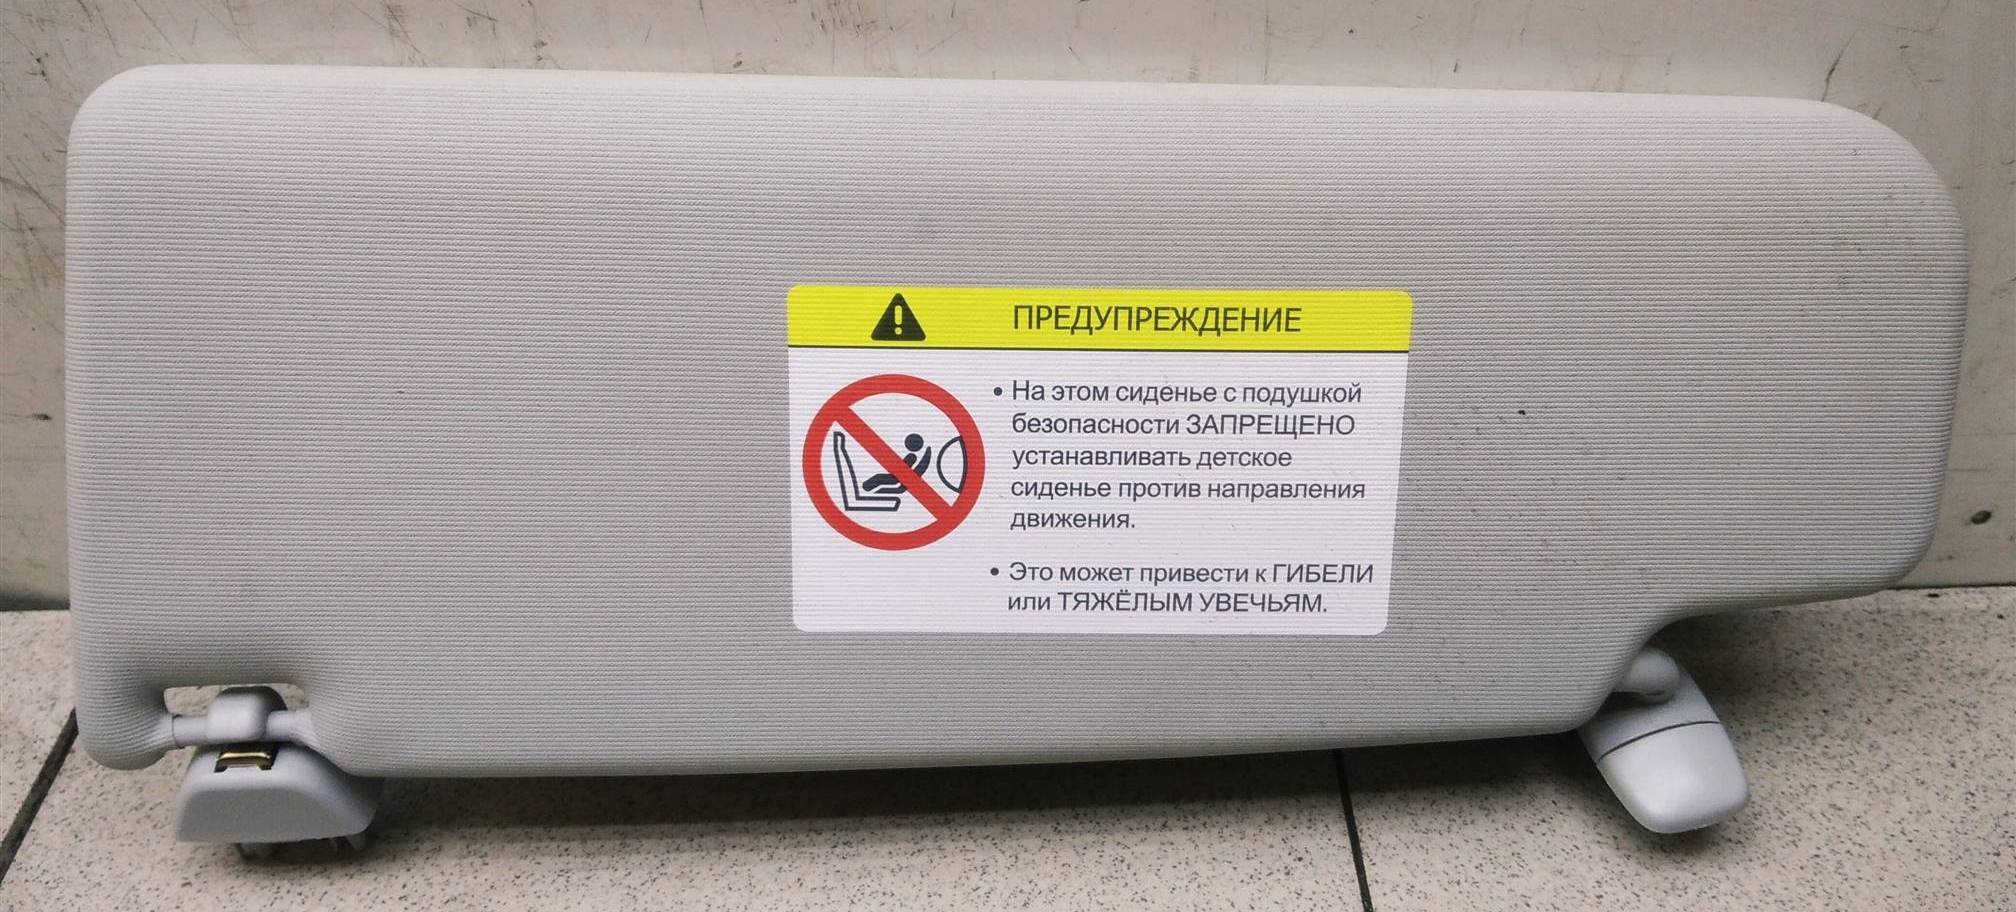 ПРЕДУПРЕЖДЕНИЕ
• На этом сиденье с подушкой
безопасности ЗАПРЕЩЕНО
устанавливать детское
сиденье против направления
движения.
• Это может привести к ГИБЕЛИ
или ТЯЖЁЛЫМ УВЕЧЬЯМ.